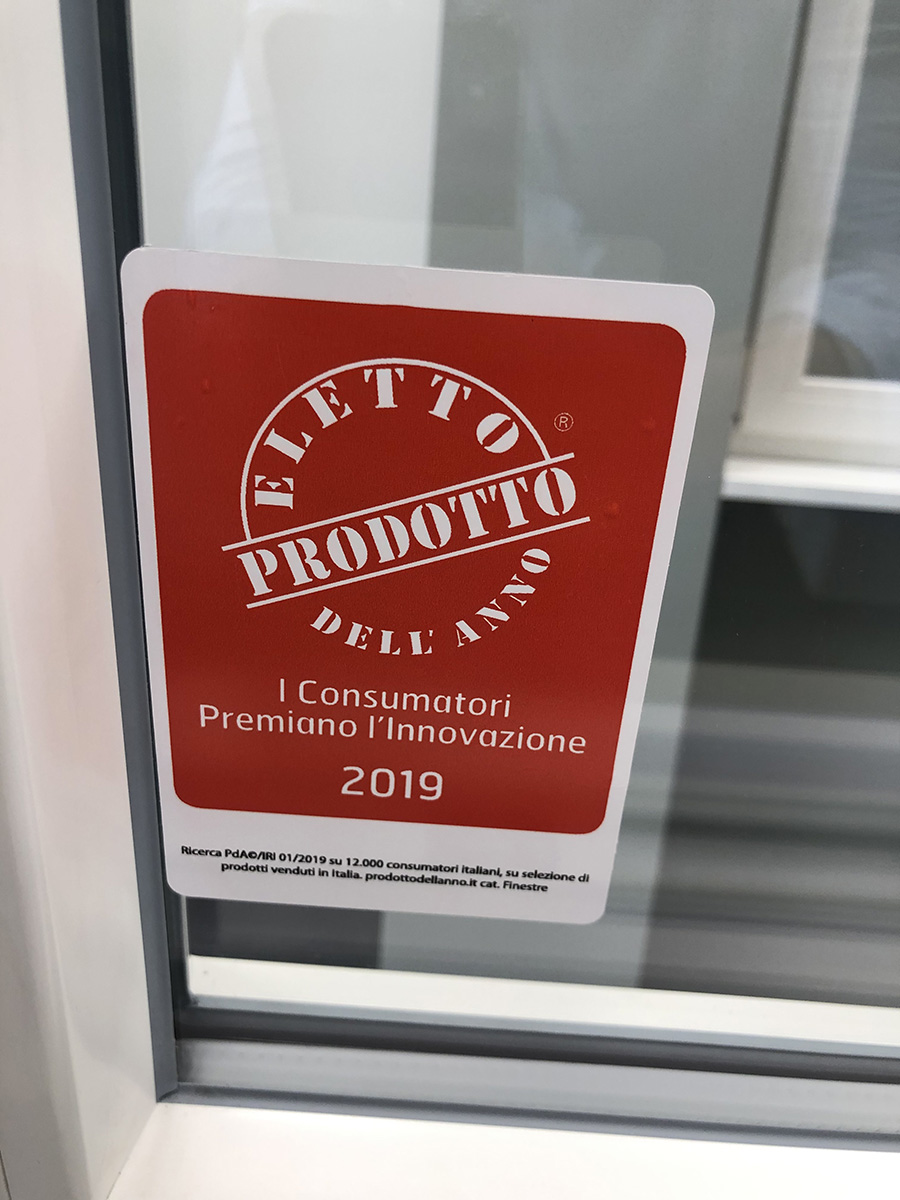 ELETTO
®
PRODOTTO
DELL' ANNO
I Consumatori
Premiano l'Innovazione
2019
Ricerca PdA©/IRI 01/2019 su 12.000 consumatori italiani, su selezione di
prodotti venduti in Italia. prodottodellanno.it cat. Finestre